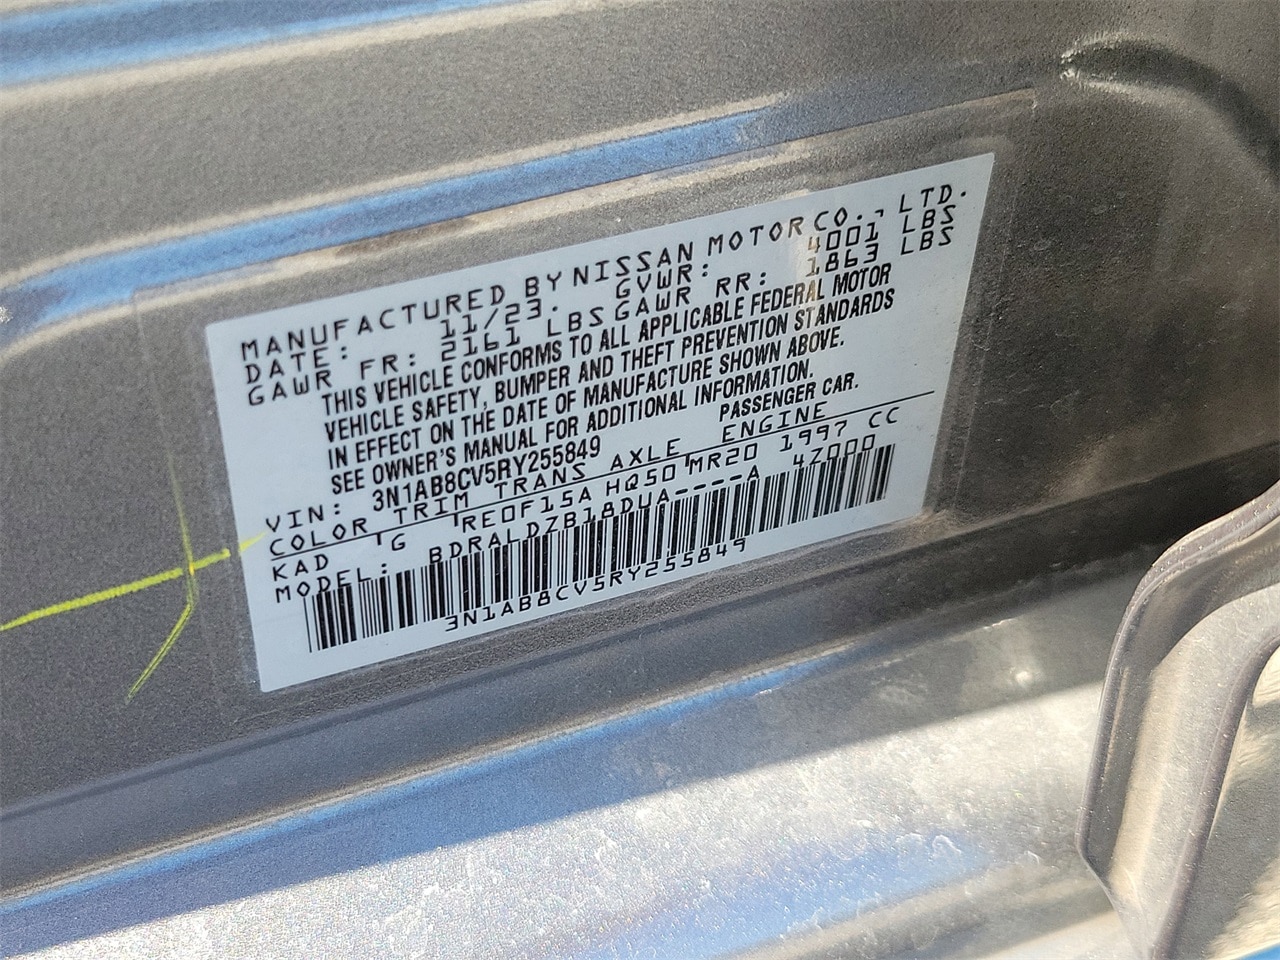 MANUFACTURED BY NISSAN MOTOR CO., LTD.
DATE: 11/23. GVWR: 4001 LBS
GAWR FR: 2161 LBS GAWR RR: 1863 LBS
THIS VEHICLE CONFORMS TO ALL APPLICABLE FEDERAL MOTOR
VEHICLE SAFETY, BUMPER AND THEFT PREVENTION STANDARDS
IN EFFECT ON THE DATE OF MANUFACTURE SHOWN ABOVE.
SEE OWNER'S MANUAL FOR ADDITIONAL INFORMATION.
VIN: 3N1AB8CV5RY255849 PASSENGER CAR.
COLOR TRIM TRANS AXLE ENGINE
KAD G RE0F15A HQ50 MR20 1997 CC
MODEL: BDRALDZB18DUA----A 4Z000
3N1AB8CV5RY255849